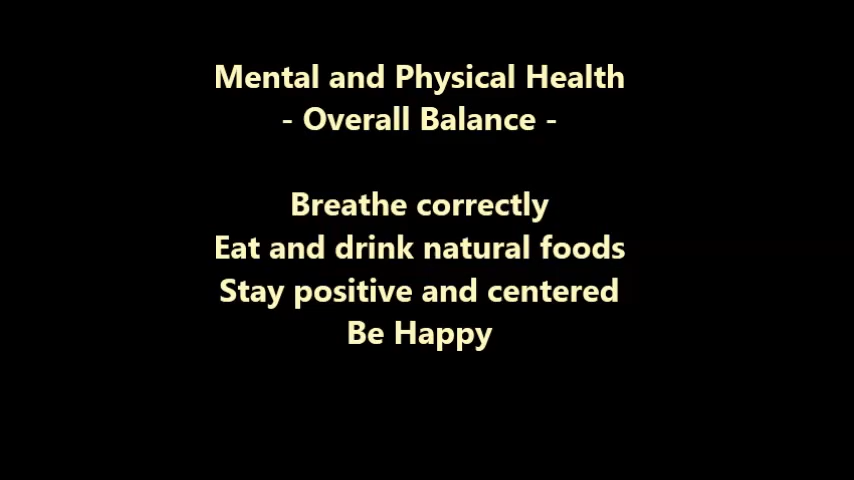 Mental and Physical Health
- Overall Balance -
Breathe correctly
Eat and drink natural foods
Stay positive and centered
Be Happy